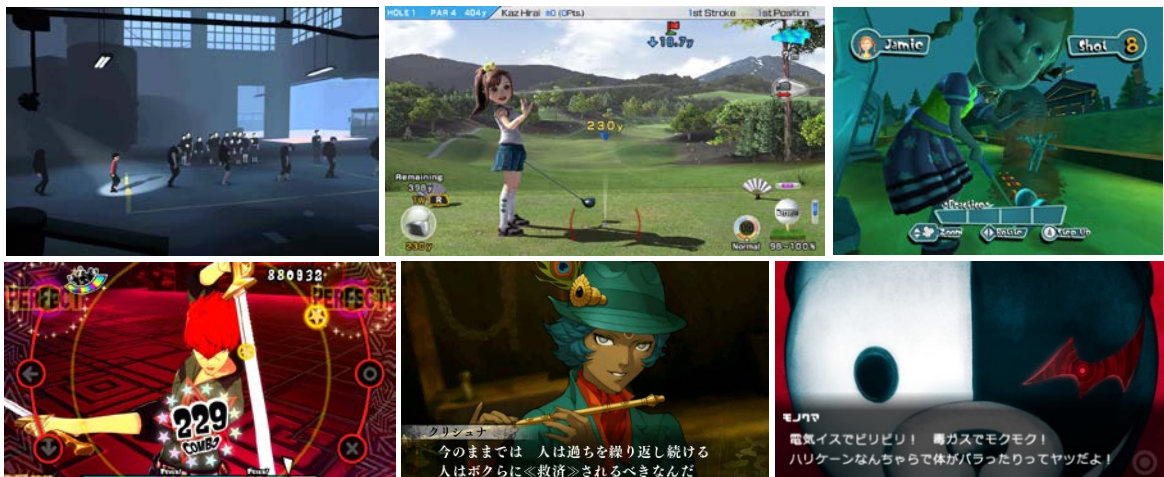 HOLE 1 PAR 4 404y Kaz Hirai ±0 (0Pts.) 1st Stroke 1st Position
18.7y
230y
Remaining
398y
1W R
230y
Normal
98~100%
Jamie
Shot 8
Zoom
Rotate
880932
PERFECT
PERFECT
229
COMBO
クリシュナ
今のままでは 人は過ちを繰り返し続ける
人はボクらに≪救済≫されるべきなんだ
モノクマ
電気イスでビリビリ! 毒ガスでモクモク!
ハリケーンなんちゃらで体がバラったりってヤツだよ!